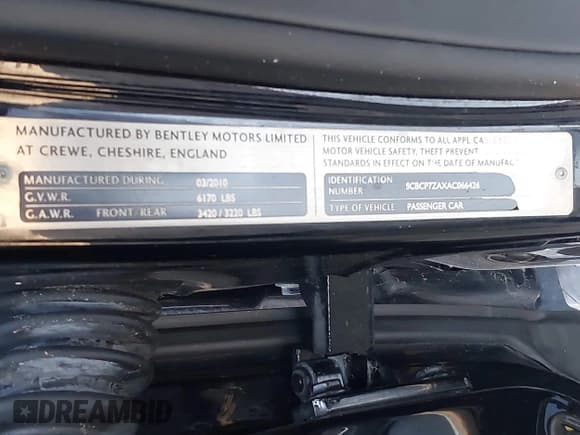 MANUFACTURED BY BENTLEY MOTORS LIMITED
AT CREWE, CHESHIRE, ENGLAND
MANUFACTURED DURING 03/2010
G.V.W.R. 6170 LBS
G.A.W.R. FRONT/REAR 3420 / 3230 LBS
THIS VEHICLE CONFORMS TO ALL APPL
MOTOR VEHICLE SAFETY, THEFT PREVENT
STANDARDS IN EFFECT ON THE DATE OF MANUFAC
IDENTIFICATION
NUMBER SCBCP7ZAXAC066426
TYPE OF VEHICLE PASSENGER CAR
DREAMBID